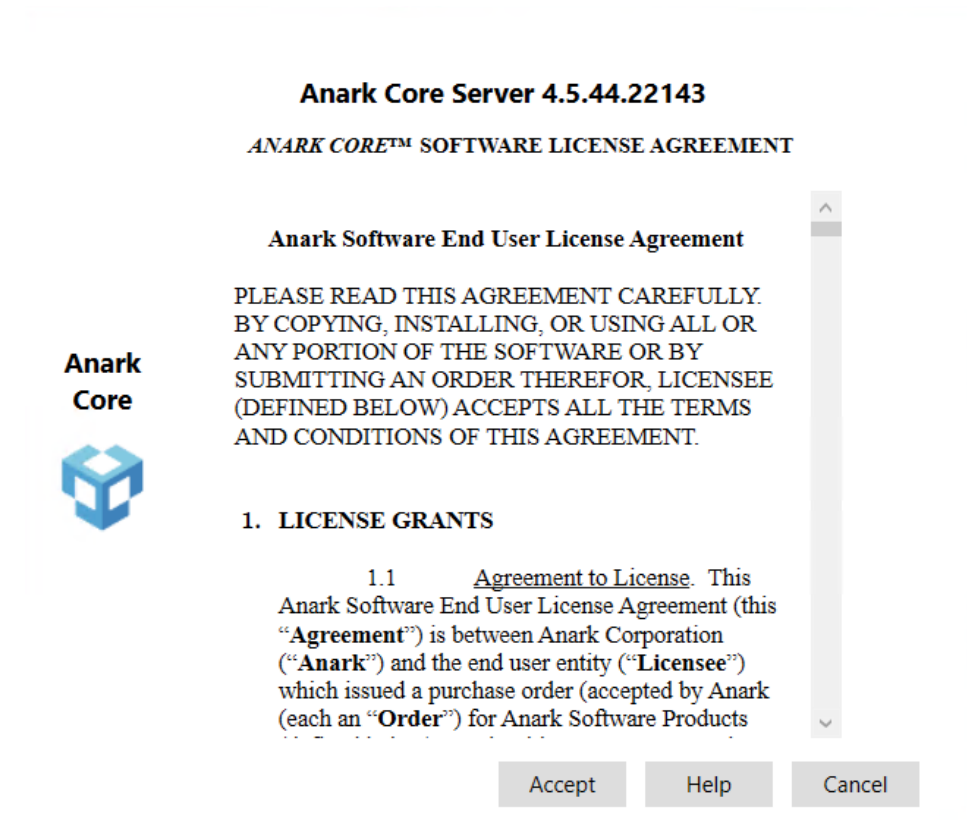 Anark Core Server 4.5.44.22143
ANARK CORE™ SOFTWARE LICENSE AGREEMENT
Anark Software End User License Agreement
PLEASE READ THIS AGREEMENT CAREFULLY.
BY COPYING, INSTALLING, OR USING ALL OR
ANY PORTION OF THE SOFTWARE OR BY
SUBMITTING AN ORDER THEREFOR, LICENSEE
(DEFINED BELOW) ACCEPTS ALL THE TERMS
AND CONDITIONS OF THIS AGREEMENT.
Anark
Core
1. LICENSE GRANTS
1.1 Agreement to License. This
Anark Software End User License Agreement (this
“Agreement”) is between Anark Corporation
(“Anark”) and the end user entity (“Licensee”)
which issued a purchase order (accepted by Anark
(each an “Order”) for Anark Software Products
Accept Help Cancel